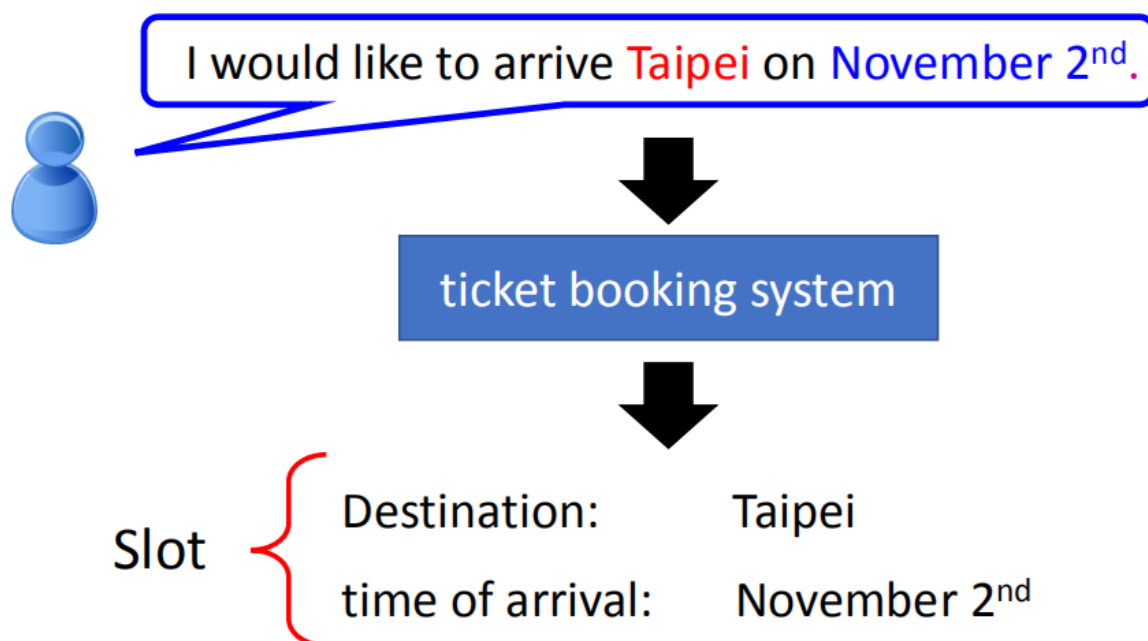 I would like to arrive Taipei on November 2nd.
ticket booking system
Slot
Destination: Taipei
time of arrival: November 2nd